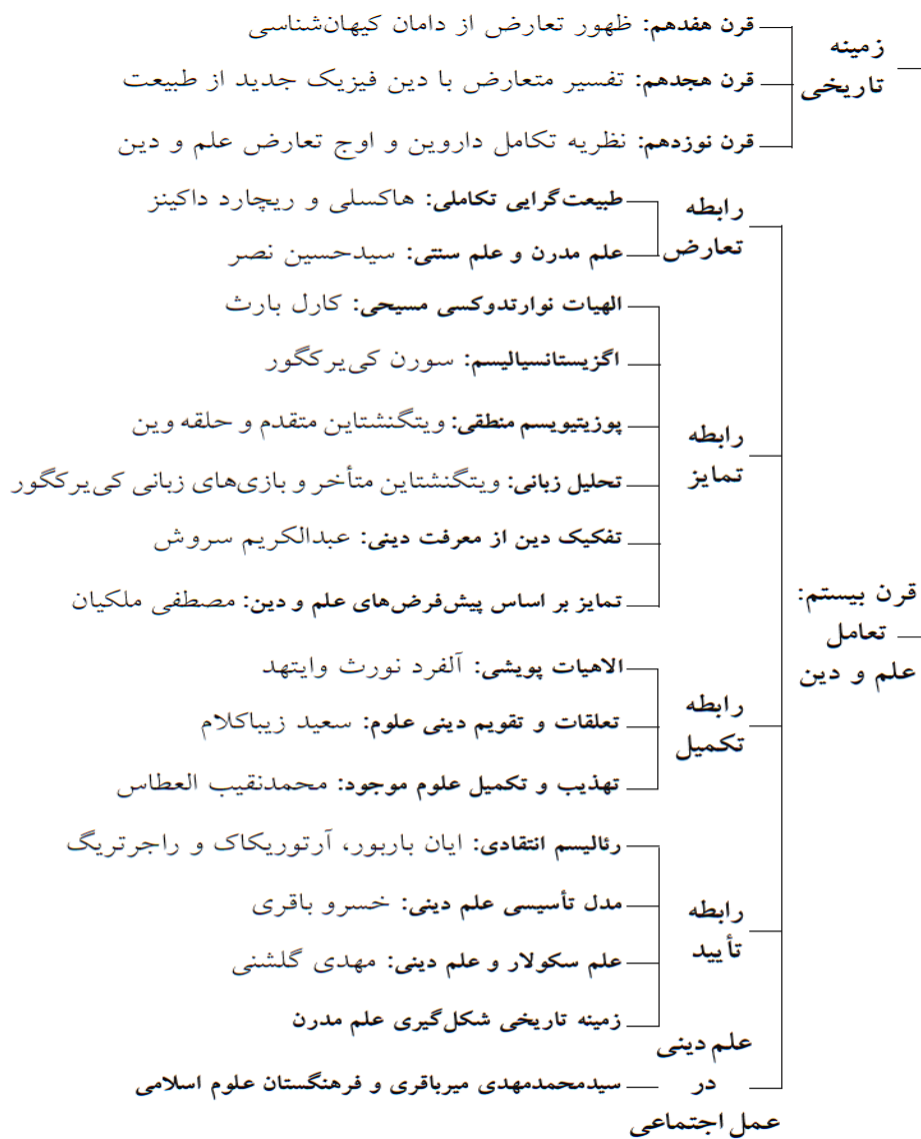 زمینه
تاریخی
قرن هفدهم: ظهور تعارض از دامان کیهان‌شناسی
قرن هجدهم: تفسیر متعارض با دین فیزیک جدید از طبیعت
قرن نوزدهم: نظریه تکامل داروین و اوج تعارض علم و دین
قرن بیستم:
تعامل
علم و دین
رابطه
تعارض
طبیعت‌گرایی تکاملی: هاکسلی و ریچارد داکینز
علم مدرن و علم سنتی: سیدحسین نصر
رابطه
تمایز
الهیات نوارتدوکسی مسیحی: کارل بارث
اگزیستانسیالیسم: سورن کی‌یرکگور
پوزیتیویسم منطقی: ویتگنشتاین متقدم و حلقه وین
تحلیل زبانی: ویتگنشتاین متأخر و بازی‌های زبانی کی‌یرکگور
تفکیک دین از معرفت دینی: عبدالکریم سروش
تمایز بر اساس پیش‌فرض‌های علم و دین: مصطفی ملکیان
رابطه
تکمیل
الاهیات پویشی: آلفرد نورث وایتهد
تعلقات و تقویم دینی علوم: سعید زیباکلام
تهذیب و تکمیل علوم موجود: محمدنقیب العطاس
رابطه
تأیید
رئالیسم انتقادی: ایان باربور، آرتوریکاک و راجرتریگ
مدل تأسیسی علم دینی: خسرو باقری
علم سکولار و علم دینی: مهدی گلشنی
زمینه تاریخی شکل‌گیری علم مدرن
علم دینی
در
عمل اجتماعی
سیدمحمدمهدی میرباقری و فرهنگستان علوم اسلامی